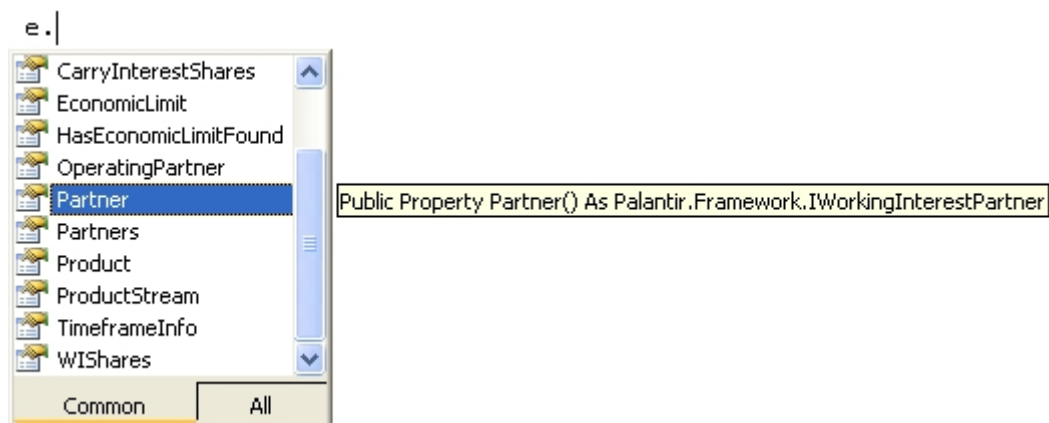 e.
CarryInterestShares
EconomicLimit
HasEconomicLimitFound
OperatingPartner
Partner
Public Property Partner() As Palantir.Framework.IWorkingInterestPartner
Partners
Product
ProductStream
TimeframeInfo
WIShares
Common All